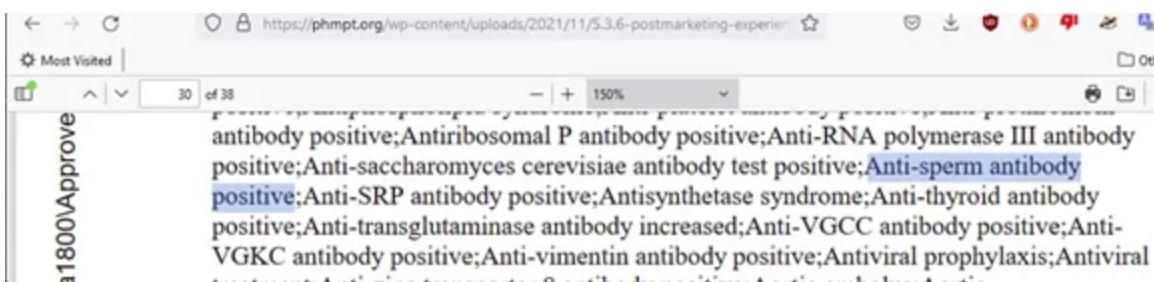 https://phmpt.org/wp-content/uploads/2021/11/5.3.6-postmarketing-experien
Most Visited
30 of 38
150%
antibody positive;Antiribosomal P antibody positive;Anti-RNA polymerase III antibody
positive;Anti-saccharomyces cerevisiae antibody test positive;Anti-sperm antibody
positive;Anti-SRP antibody positive;Antisynthetase syndrome;Anti-thyroid antibody
positive;Anti-transglutaminase antibody increased;Anti-VGCC antibody positive;Anti-
VGKC antibody positive;Anti-vimentin antibody positive;Antiviral prophylaxis;Antiviral
a1800\Approve